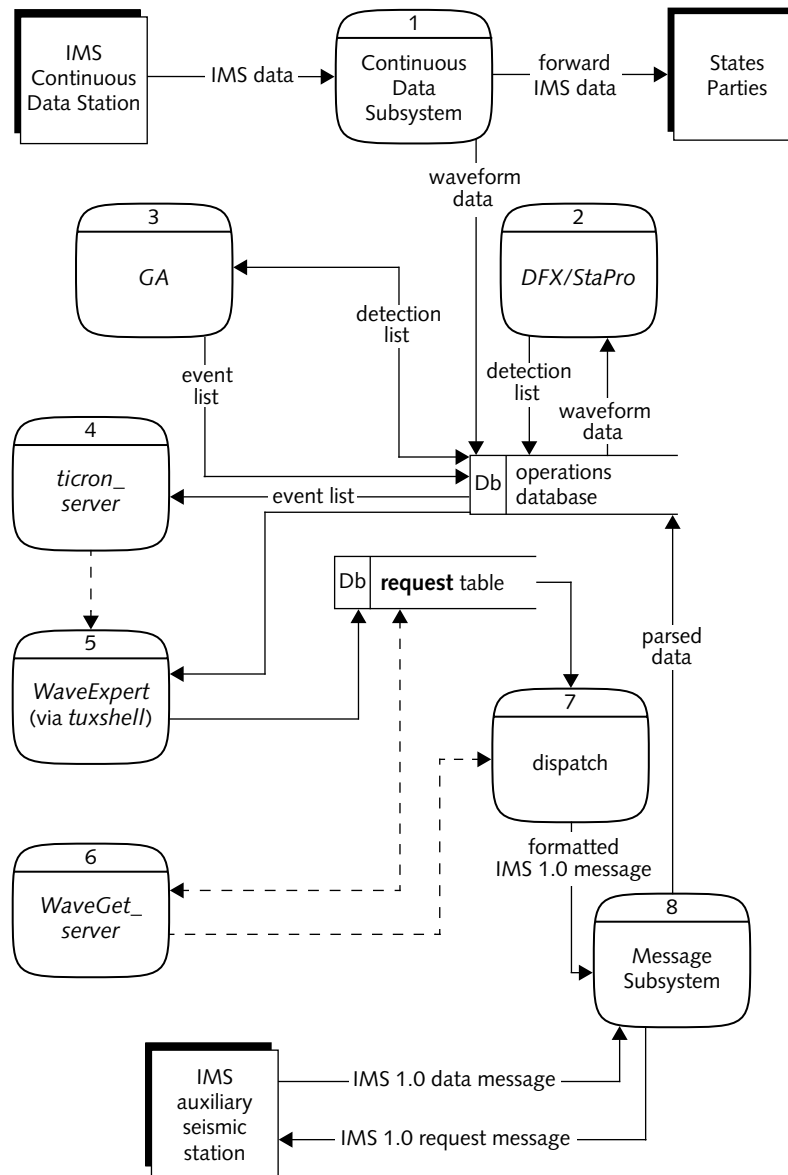 IMS
Continuous
Data Station
IMS data
1
Continuous
Data
Subsystem
forward
IMS data
States
Parties
waveform
data
3
GA
detection
list
event
list
2
DFX/StaPro
detection
list
waveform
data
4
ticron_
server
event list
Db
operations
database
Db
request table
5
WaveExpert
(via tuxshell)
parsed
data
7
dispatch
formatted
IMS 1.0 message
6
WaveGet_
server
8
Message
Subsystem
IMS
auxiliary
seismic
station
IMS 1.0 data message
IMS 1.0 request message